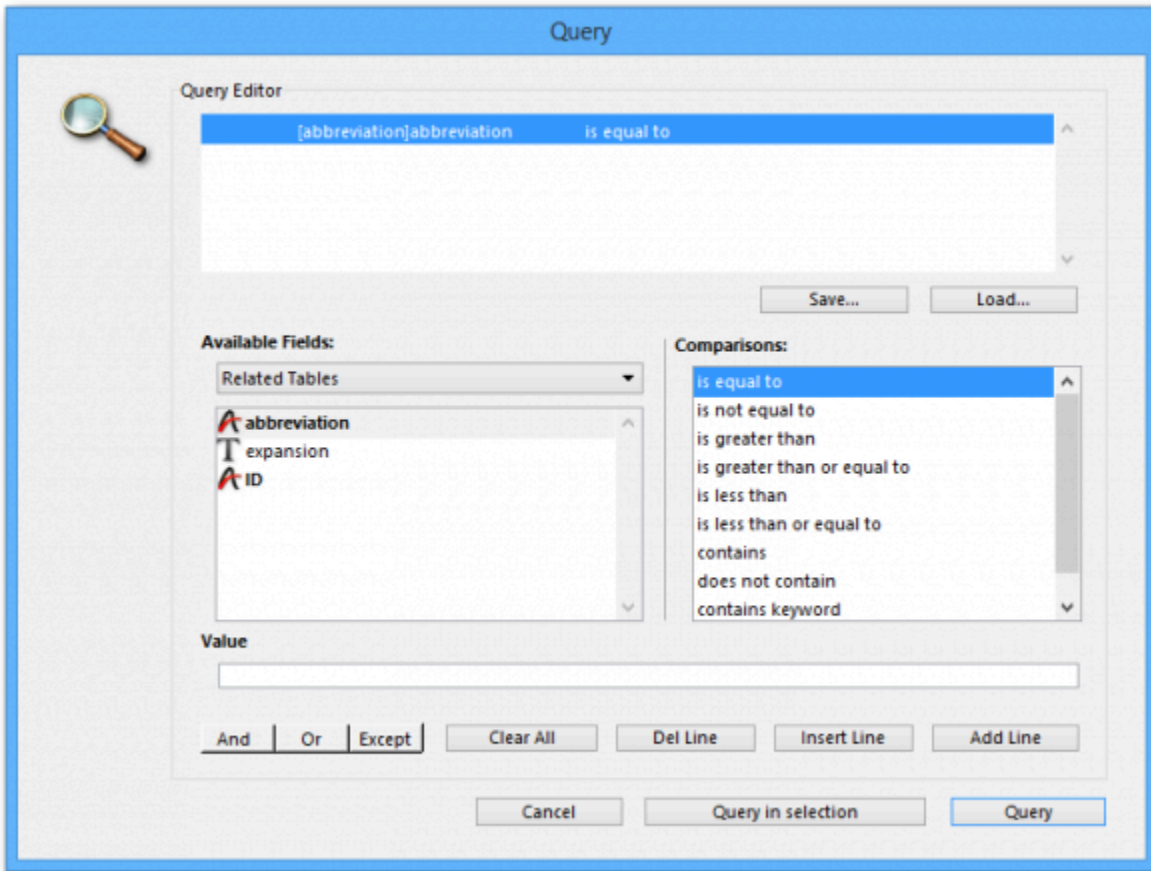 Query
Query Editor
[abbreviation]abbreviation is equal to
Save... Load...
Available Fields:
Related Tables
abbreviation
expansion
ID
Comparisons:
is equal to
is not equal to
is greater than
is greater than or equal to
is less than
is less than or equal to
contains
does not contain
contains keyword
Value
And Or Except Clear All Del Line Insert Line Add Line
Cancel Query in selection Query